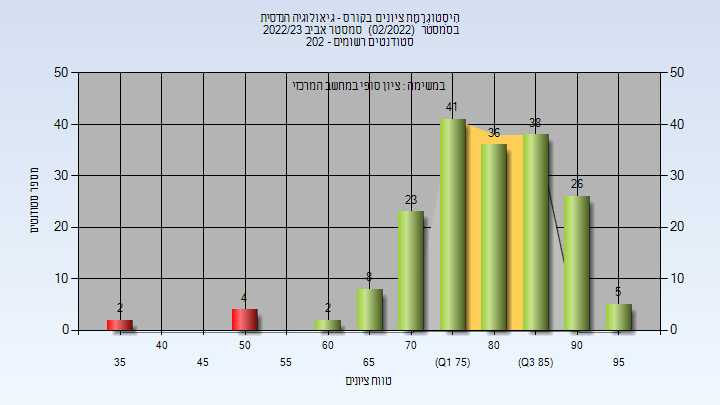 היסטוגרמת ציונים בקורס - גיאולוגיה הנדסית
בסמסטר (02/2022) סמסטר אביב 2022/23
סטודנטים רשומים - 202
במשימה : ציון סופי במחשב המרכזי
מספר סטודנטים
50 50
40 40
30 30
20 20
10 10
0 0
2 4 2 8 23 41 36 38 26 5
40 50 60 70 80 90
35 45 55 65 (Q1 75) (Q3 85) 95
טווח ציונים